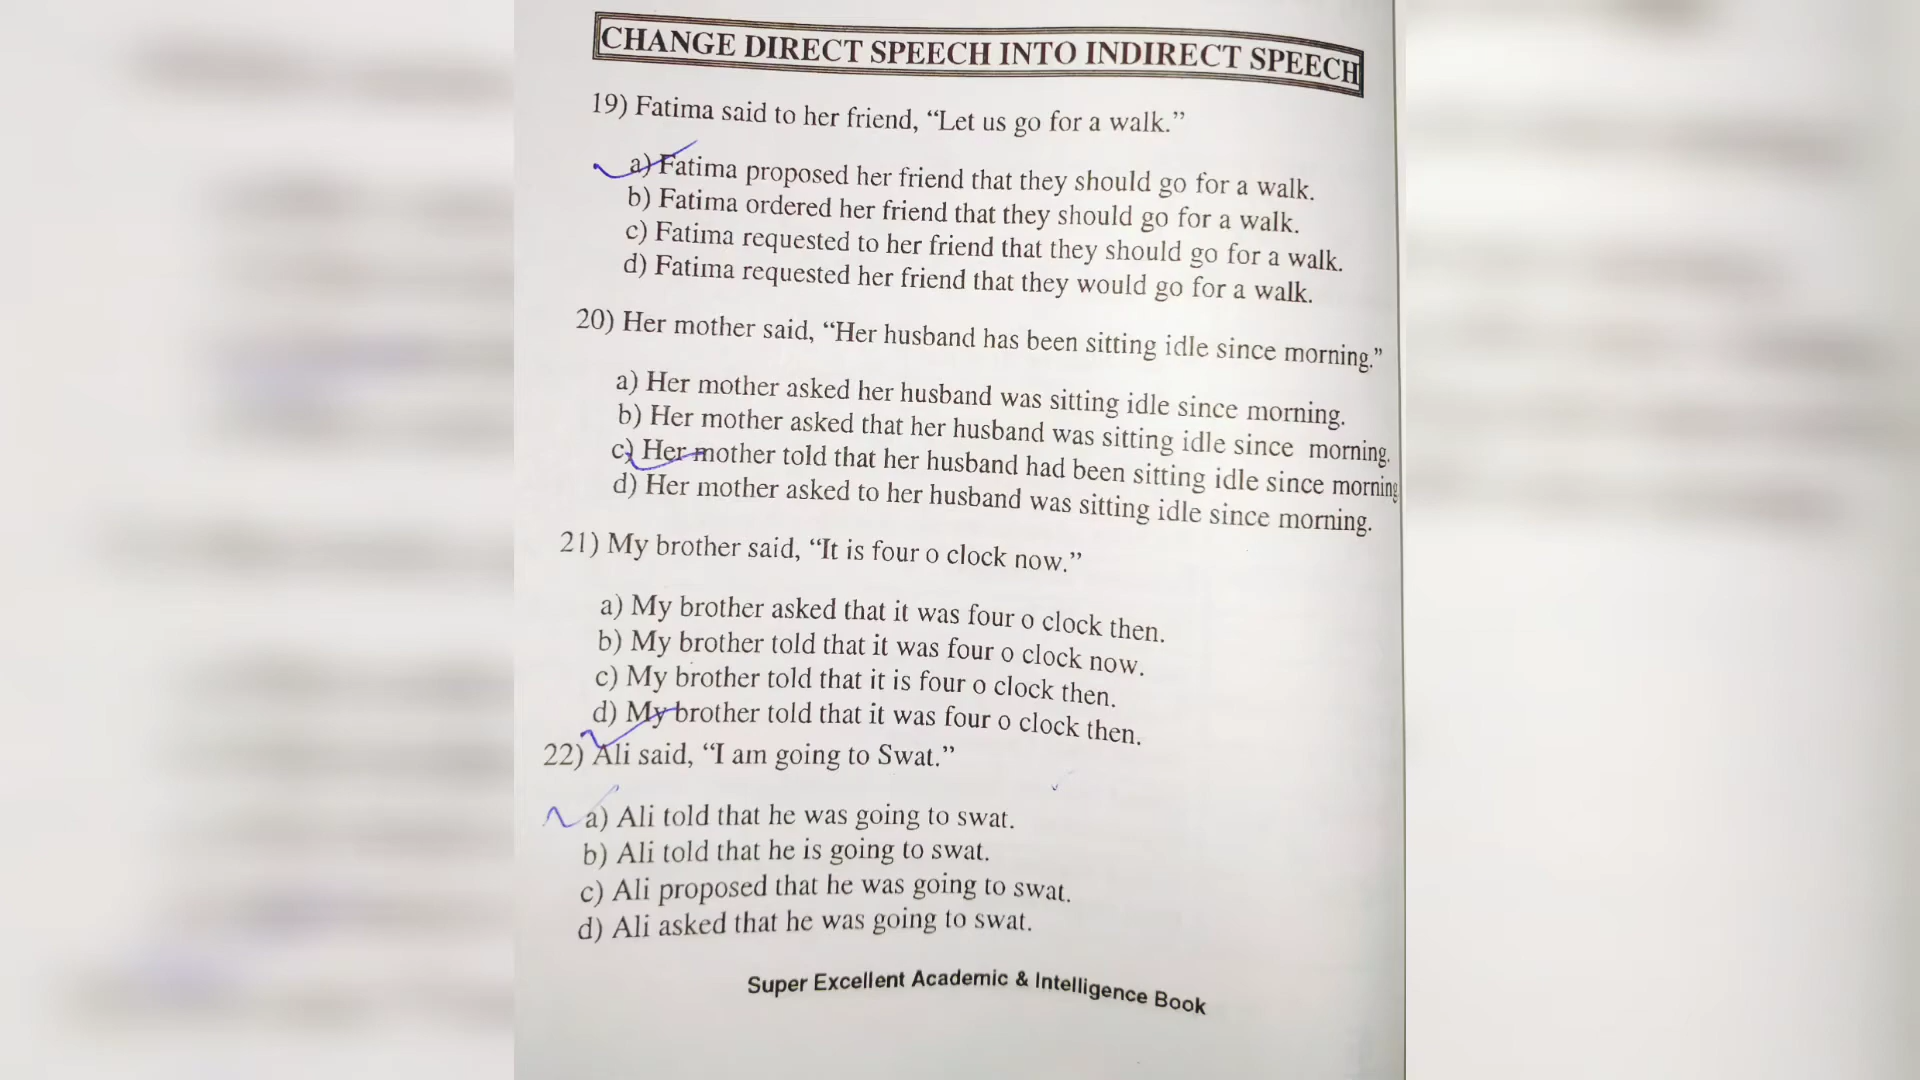 CHANGE DIRECT SPEECH INTO INDIRECT SPEECH
19) Fatima said to her friend, “Let us go for a walk.”
a) Fatima proposed her friend that they should go for a walk.
b) Fatima ordered her friend that they should go for a walk.
c) Fatima requested to her friend that they should go for a walk.
d) Fatima requested her friend that they would go for a walk.
20) Her mother said, “Her husband has been sitting idle since morning.”
a) Her mother asked her husband was sitting idle since morning.
b) Her mother asked that her husband was sitting idle since morning.
c) Her mother told that her husband had been sitting idle since morning
d) Her mother asked to her husband was sitting idle since morning.
21) My brother said, “It is four o clock now.”
a) My brother asked that it was four o clock then.
b) My brother told that it was four o clock now.
c) My brother told that it is four o clock then.
d) My brother told that it was four o clock then.
22) Ali said, “I am going to Swat.”
a) Ali told that he was going to swat.
b) Ali told that he is going to swat.
c) Ali proposed that he was going to swat.
d) Ali asked that he was going to swat.
Super Excellent Academic & Intelligence Book